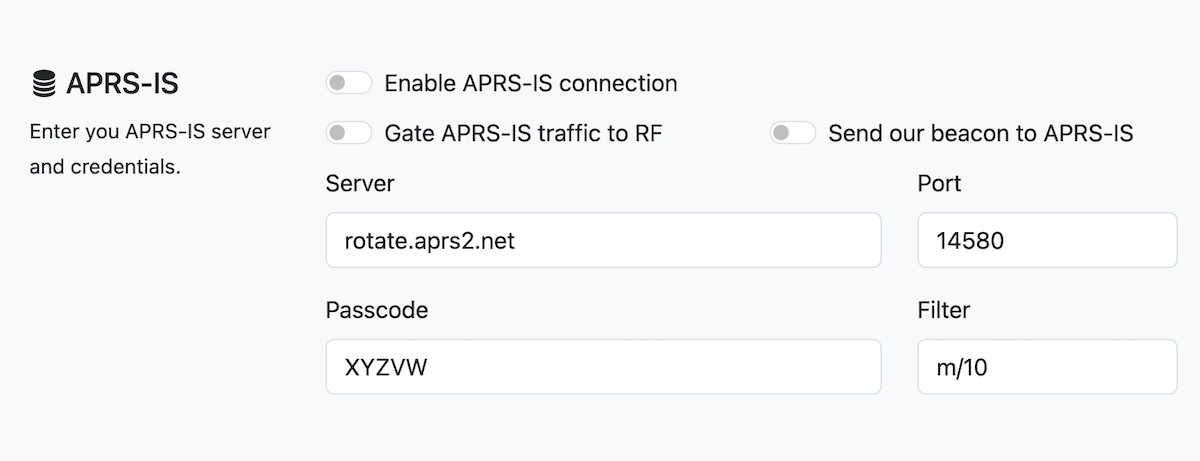 APRS-IS
Enter you APRS-IS server
and credentials.
Enable APRS-IS connection
Gate APRS-IS traffic to RF
Send our beacon to APRS-IS
Server
Port
rotate.aprs2.net
14580
Passcode
Filter
XYZVW
m/10